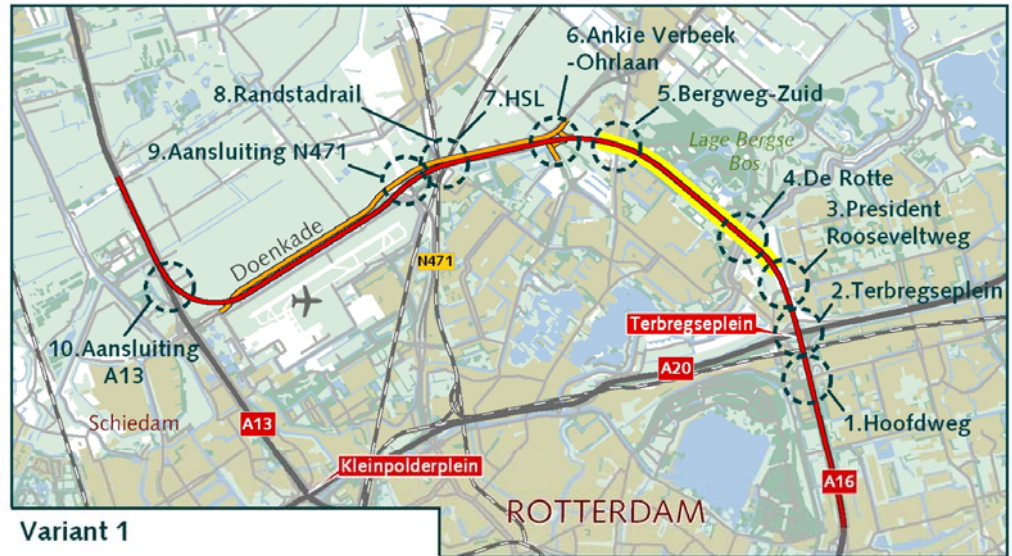 6.Ankie Verbeek
-Ohrlaan
8.Randstadrail
7.HSL
5.Bergweg-Zuid
9.Aansluiting N471
Lage Bergse
Bos
4.De Rotte
3.President
Rooseveltweg
Doenkade
N471
2.Terbregseplein
Terbregseplein
10.Aansluiting
A13
A20
Schiedam
A13
1.Hoofdweg
Kleinpolderplein
A16
ROTTERDAM
Variant 1